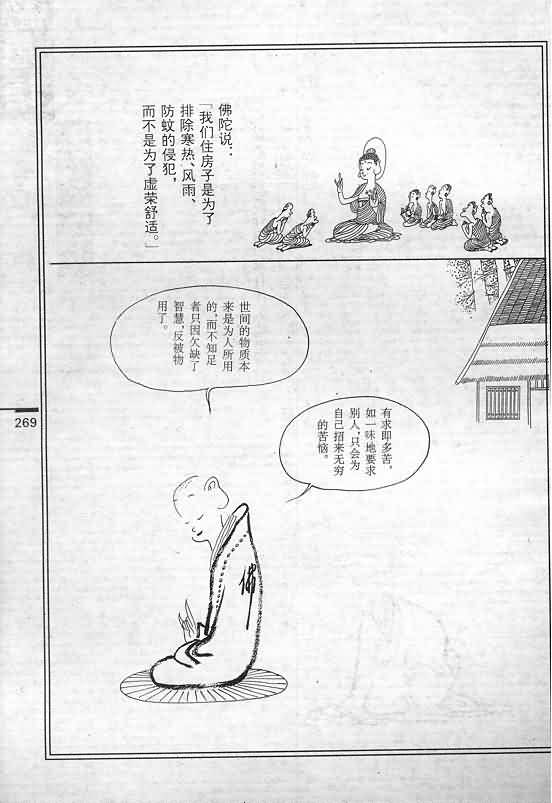 佛陀说：
「我们住房子是为了
排除寒热、风雨、
防蚊的侵犯，
而不是为了虚荣舒适。」
世间的物质本
来是为人所用
的，而不知足
者只因欠缺了
智慧，反被物
用了。
有求即多苦，
如一味地要求
别人，只会为
自己招来无穷
的苦恼。
佛
269